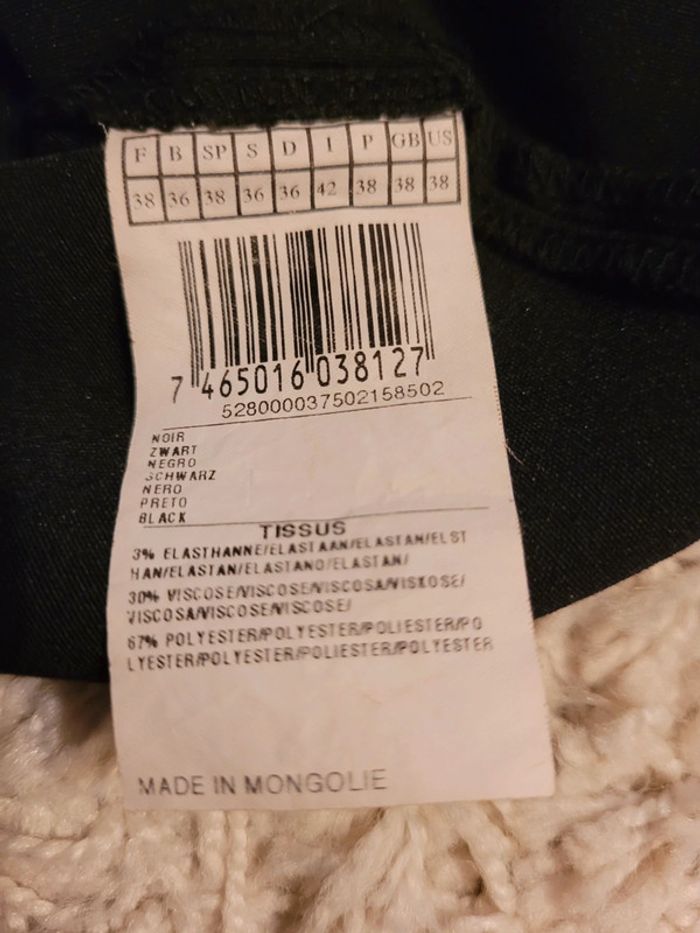 F B SP S D I P GB US
38 36 38 36 36 42 38 38 38
7 465016 038127
528000037502158502
NOIR
ZWART
NEGRO
SCHWARZ
NERO
PRETO
BLACK
TISSUS
3% ELASTHANNE/ELASTAAN/ELASTAN/ELST
HAN/ELASTAN/ELASTANO/ELASTAN/
30% VISCOSE/VISCOSE/VISCOSA/VISKOSE/
VISCOSA/VISCOSE/VISCOSE/
67% POLYESTER/POLYESTER/POLIESTER/PO
LYESTER/POLYESTER/POLIESTER/POLYESTER
MADE IN MONGOLIE